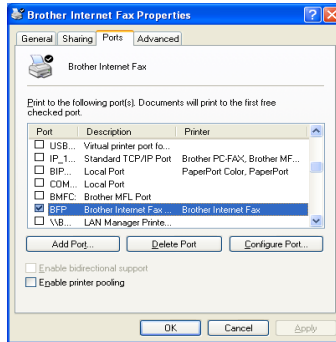 Brother Internet Fax Properties
General Sharing Ports Advanced
Brother Internet Fax
Print to the following port(s). Documents will print to the first free
checked port.
Port Description Printer
USB... Virtual printer port fo...
IP_1... Standard TCP/IP Port Brother PC-FAX, Brother MF...
BIP... Local Port PaperPort Color, PaperPort
COM... Local Port
BMFC: Brother MFL Port
BFP Brother Internet Fax ... Brother Internet Fax
\\B... LAN Manager Printe...
Add Port... Delete Port Configure Port...
Enable bidirectional support
Enable printer pooling
OK Cancel Apply